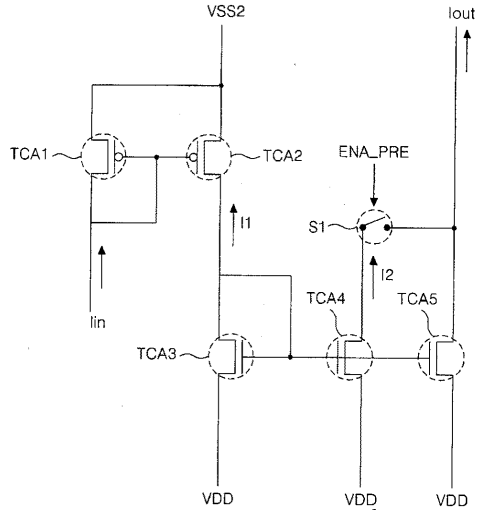 VSS2
Iout
TCA1
TCA2
ENA_PRE
S1
I1
I2
Iin
TCA4
TCA5
TCA3
VDD
VDD
VDD